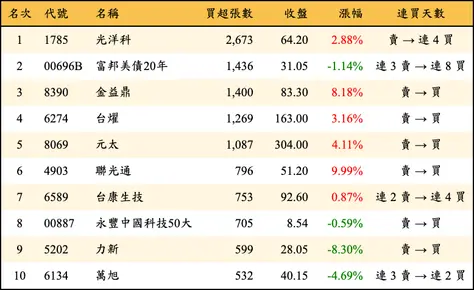 名次 代號 名稱 買超張數 收盤 漲幅 連買天數
1 1785 光洋科 2,673 64.20 2.88% 賣 → 連 4 買
2 00696B 富邦美債20年 1,436 31.05 -1.14% 連 3 賣 → 連 8 買
3 8390 金益鼎 1,400 83.30 8.18% 賣 → 買
4 6274 台燿 1,269 163.00 3.16% 賣 → 買
5 8069 元太 1,087 304.00 4.11% 賣 → 買
6 4903 聯光通 796 51.20 9.99% 賣 → 買
7 6589 台康生技 753 92.60 0.87% 連 2 賣 → 連 4 買
8 00887 永豐中國科技50大 705 8.54 -0.59% 賣 → 買
9 5202 力新 599 28.05 -8.30% 賣 → 買
10 6134 萬旭 532 40.15 -4.69% 連 3 賣 → 連 2 買